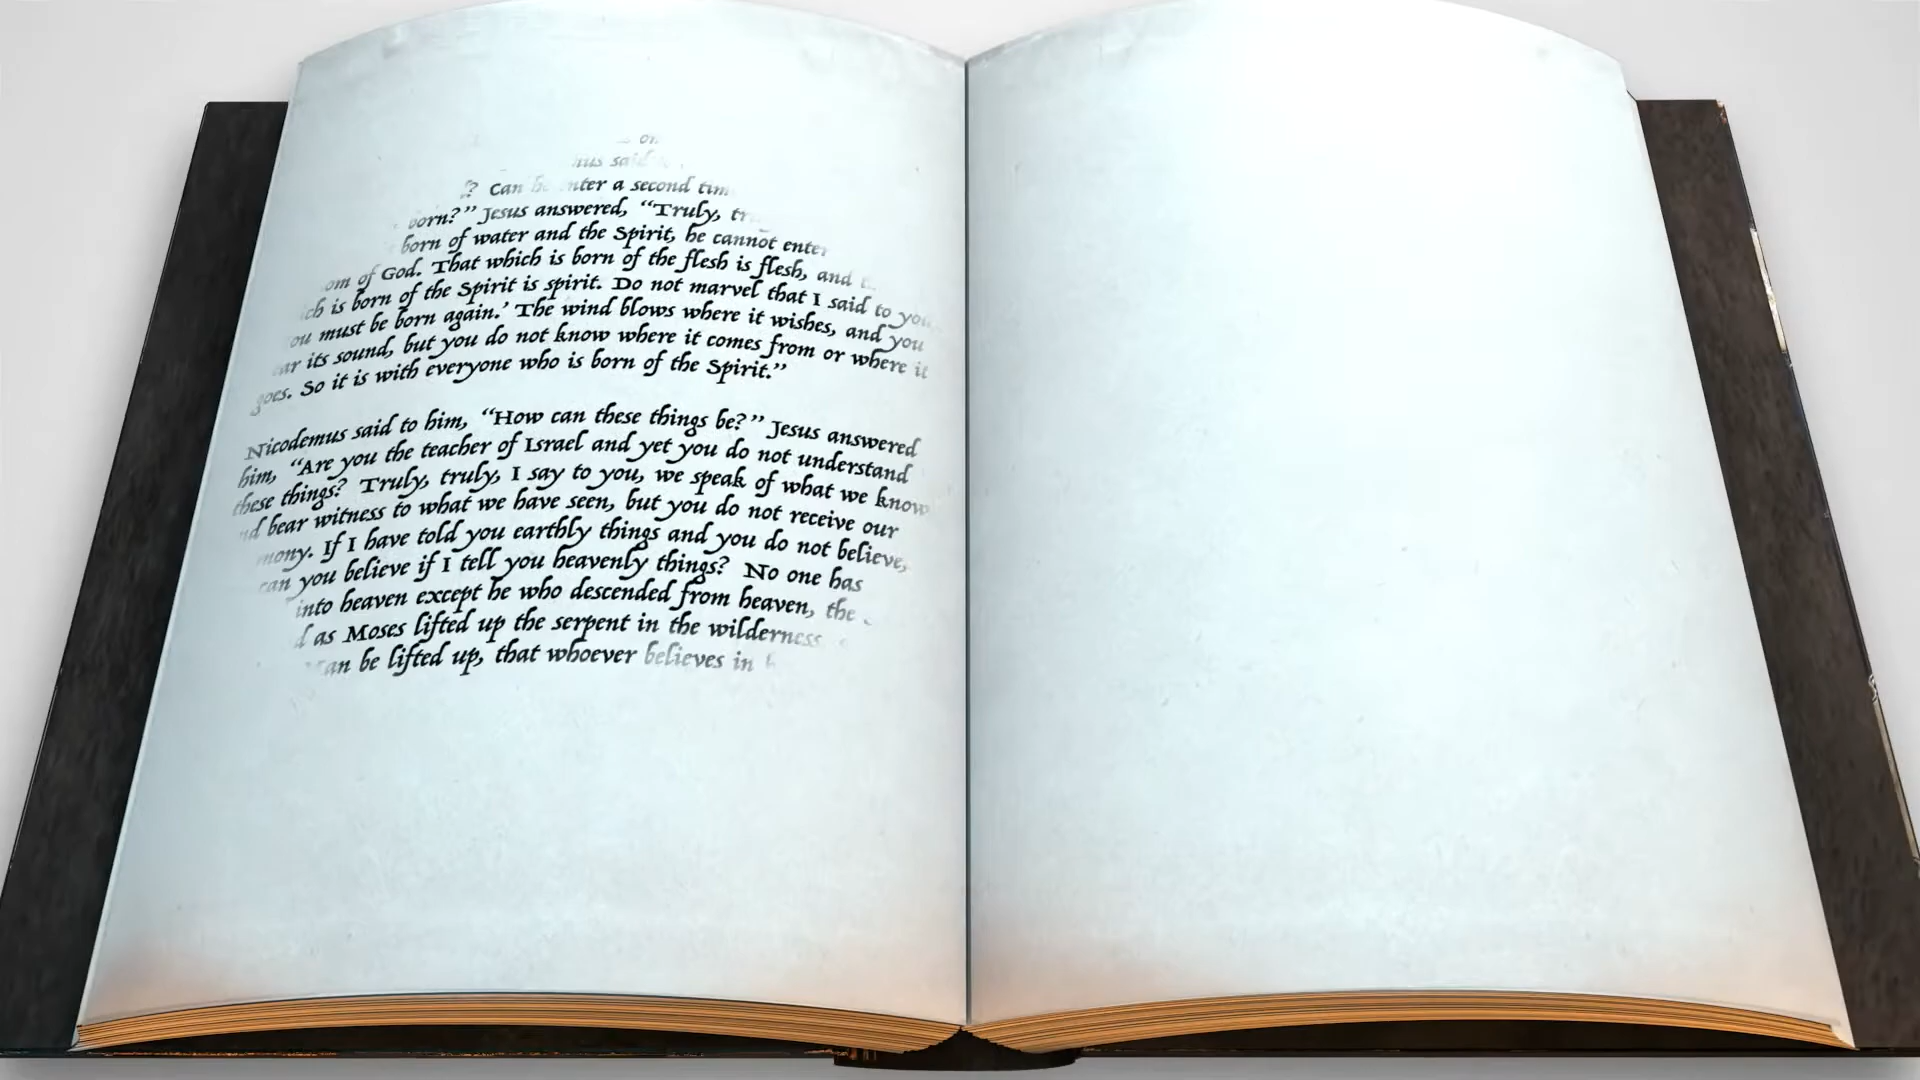 on
said
? Can he enter a second
born?” Jesus answered, “Truly,
born of water and the Spirit, he cannot enter
of God. That which is born of the flesh is flesh, and
is born of the Spirit is spirit. Do not marvel that I said to you
must be born again.’ The wind blows where it wishes, and you
its sound, but you do not know where it comes from or where it
goes. So it is with everyone who is born of the Spirit.”
Nicodemus said to him, “How can these things be?” Jesus answered
him, “Are you the teacher of Israel and yet you do not understand
these things? Truly, truly, I say to you, we speak of what we know
bear witness to what we have seen, but you do not receive our
If I have told you earthly things and you do not believe,
can you believe if I tell you heavenly things? No one has
into heaven except he who descended from heaven, the
as Moses lifted up the serpent in the wilderness
be lifted up, that whoever believes in